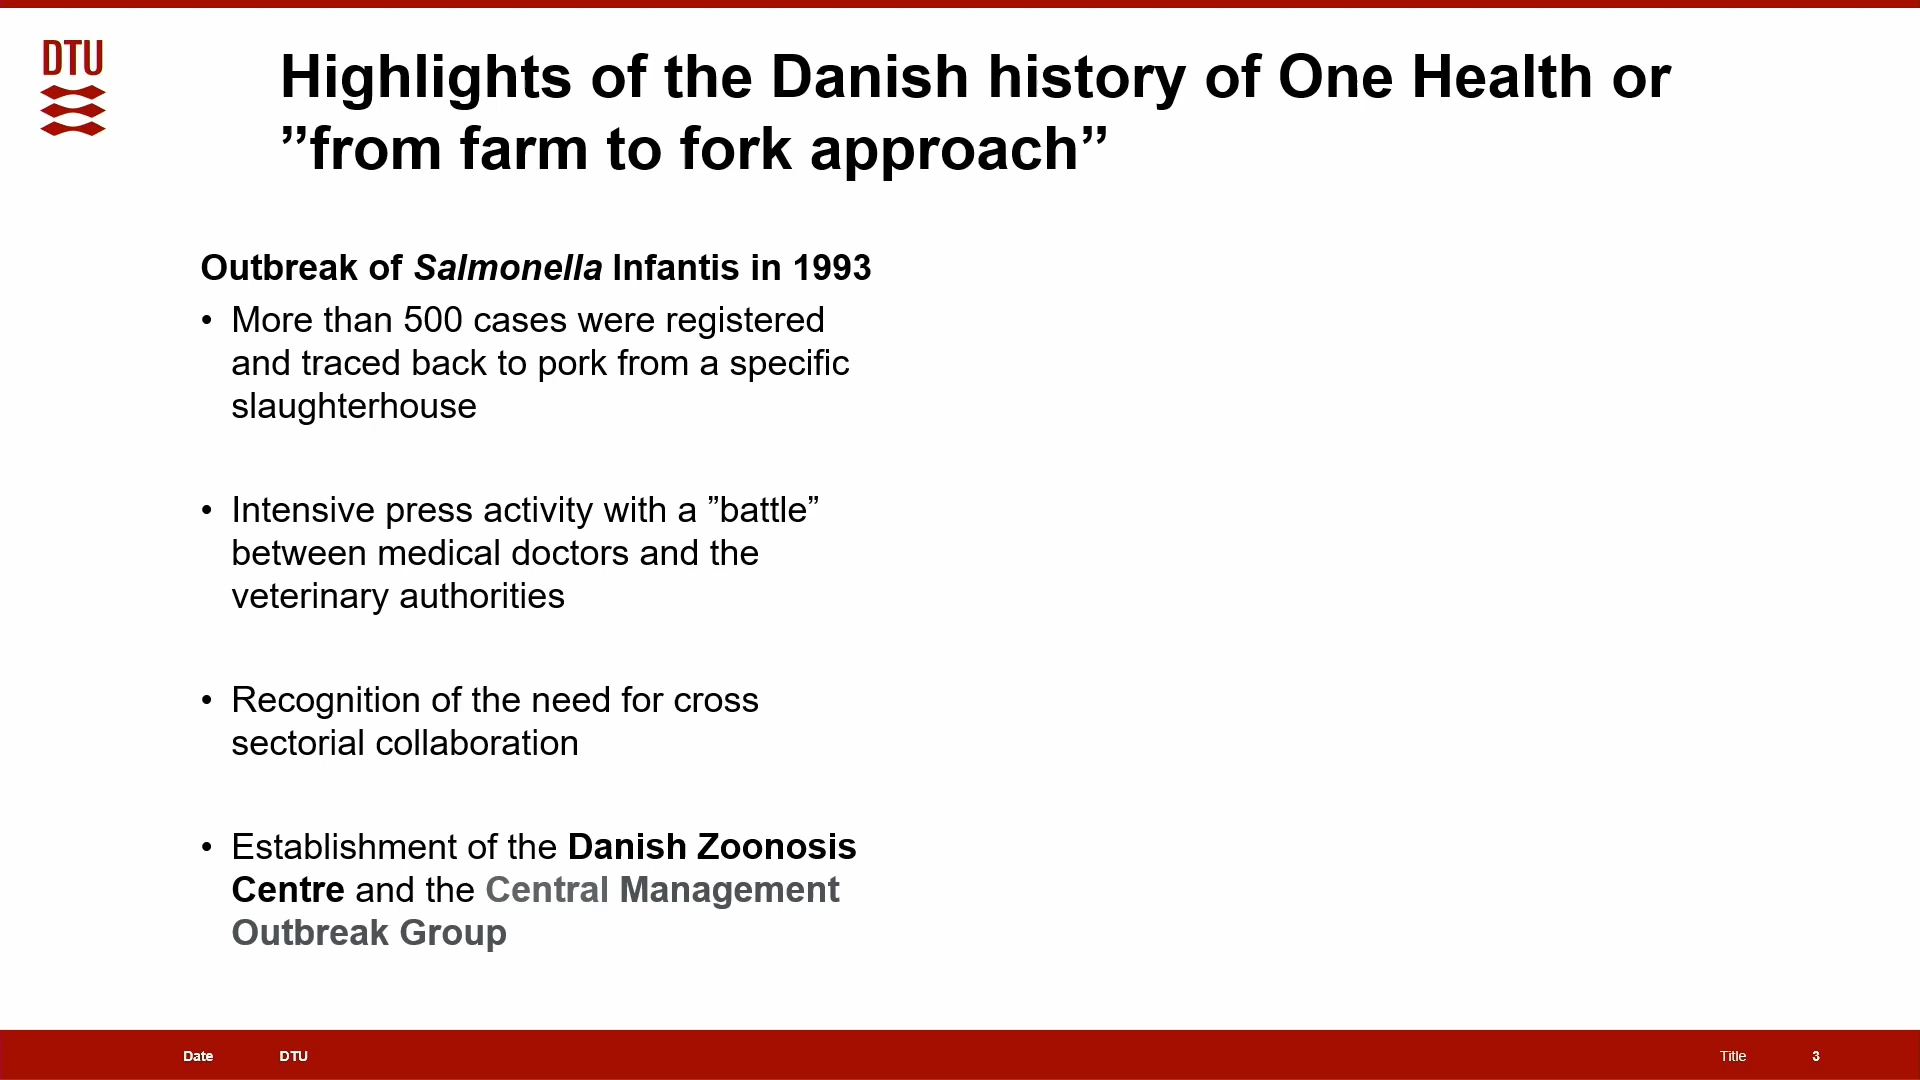 DTU
Highlights of the Danish history of One Health or
”from farm to fork approach”
Outbreak of Salmonella Infantis in 1993
• More than 500 cases were registered
and traced back to pork from a specific
slaughterhouse
• Intensive press activity with a ”battle”
between medical doctors and the
veterinary authorities
• Recognition of the need for cross
sectorial collaboration
• Establishment of the Danish Zoonosis
Centre and the Central Management
Outbreak Group
Date DTU Title 3